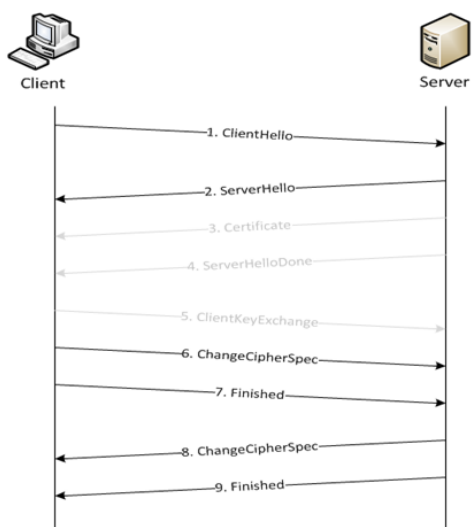 Client
Server
1. ClientHello
2. ServerHello
3. Certificate
4. ServerHelloDone
5. ClientKeyExchange
6. ChangeCipherSpec
7. Finished
8. ChangeCipherSpec
9. Finished